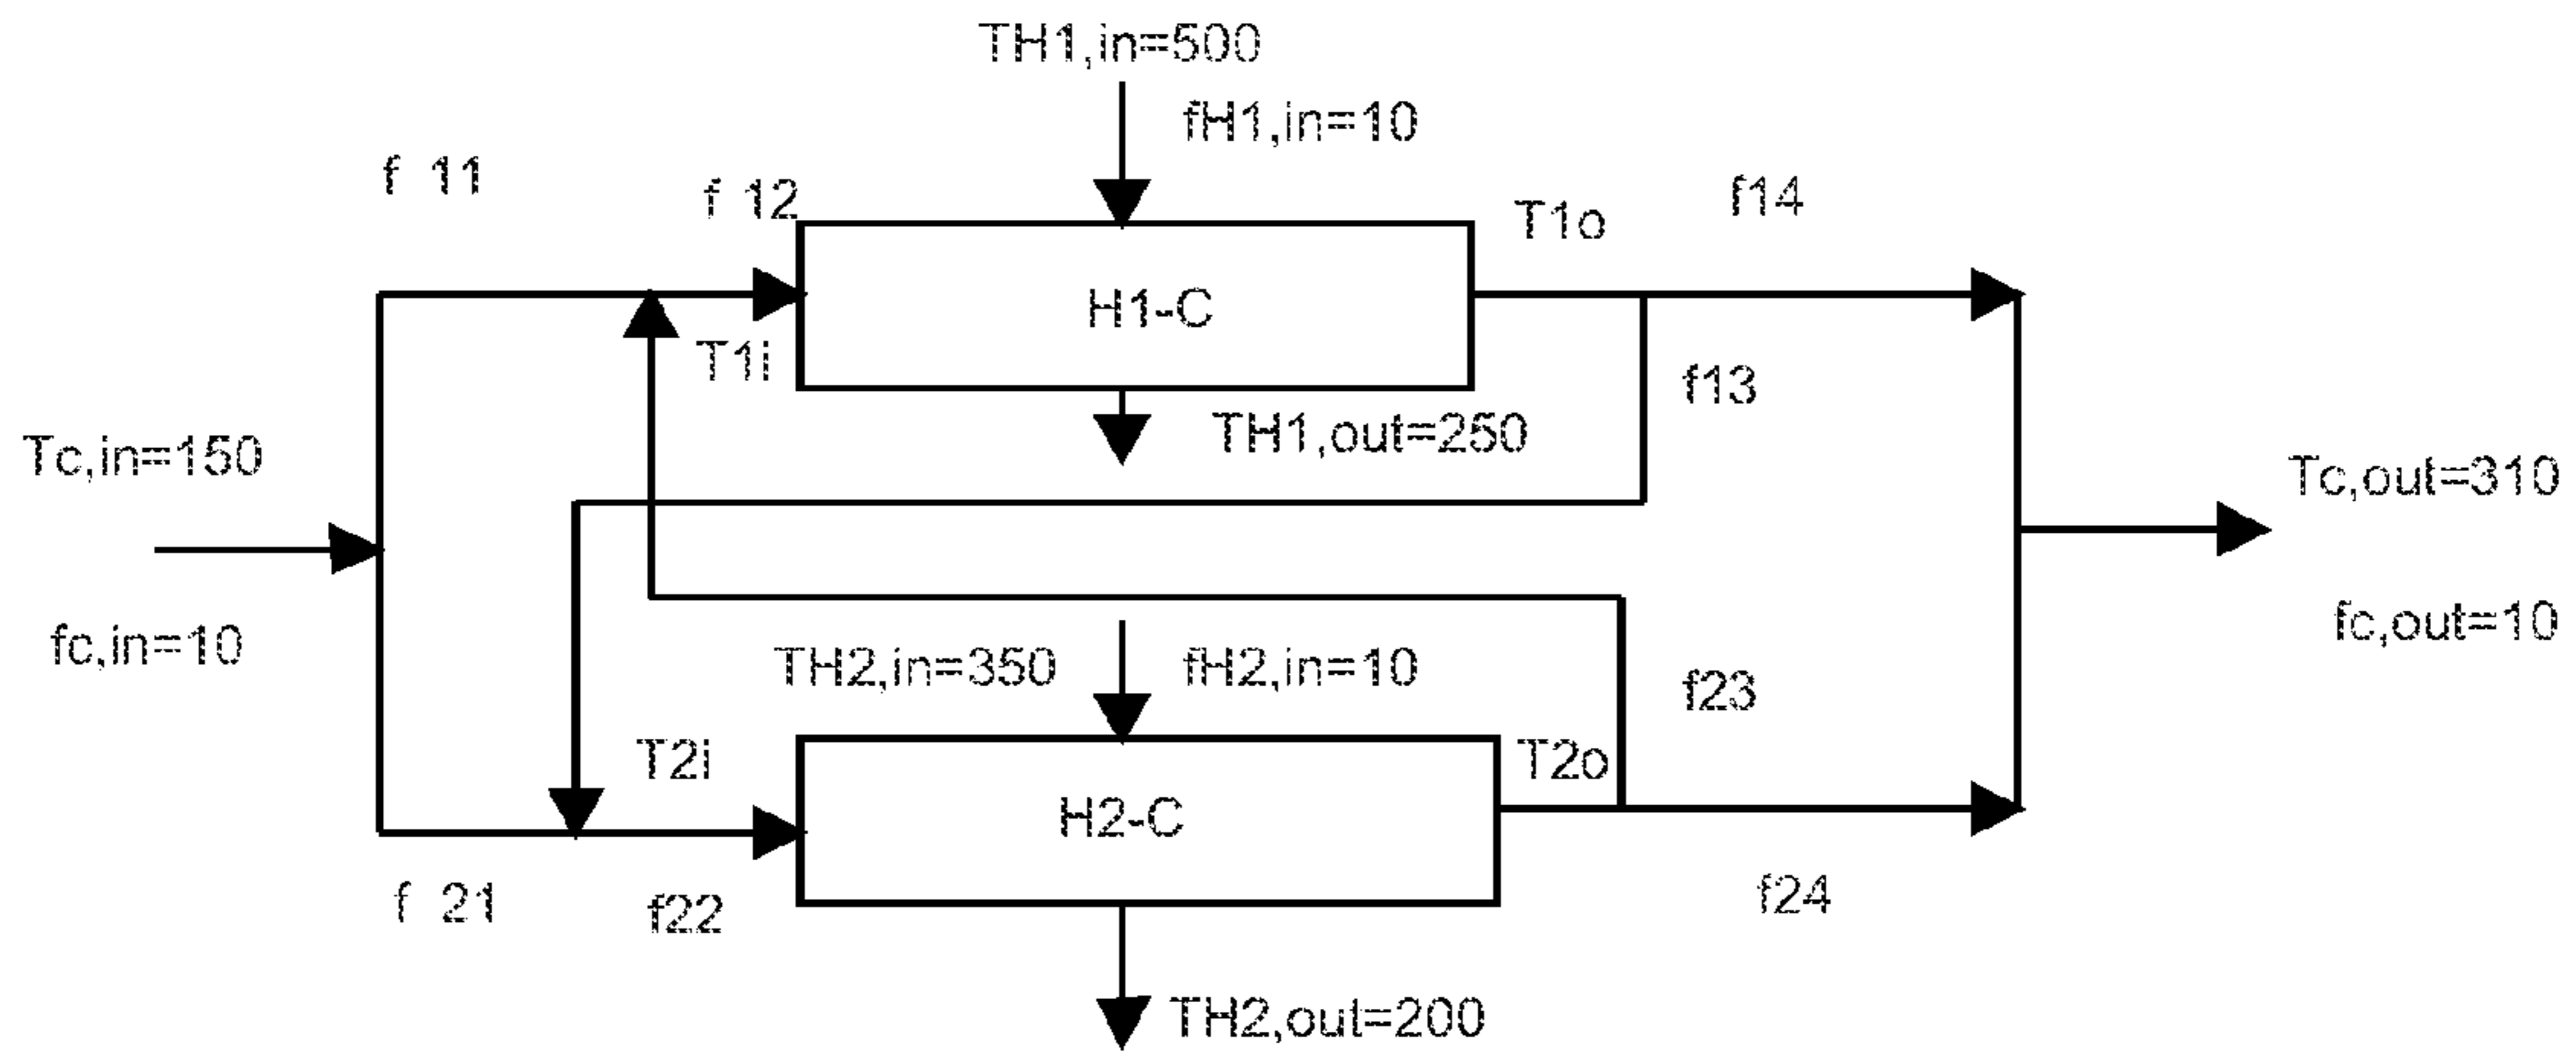 TH1,in=500
fH1,in=10
f 11
f 12
T1o
f14
H1-C
T1i
f13
TH1,out=250
Tc,in=150
Tc,out=310
fc,in=10
fc,out=10
TH2,in=350
fH2,in=10
f23
T2i
T2o
H2-C
f 21
f22
f24
TH2,out=200